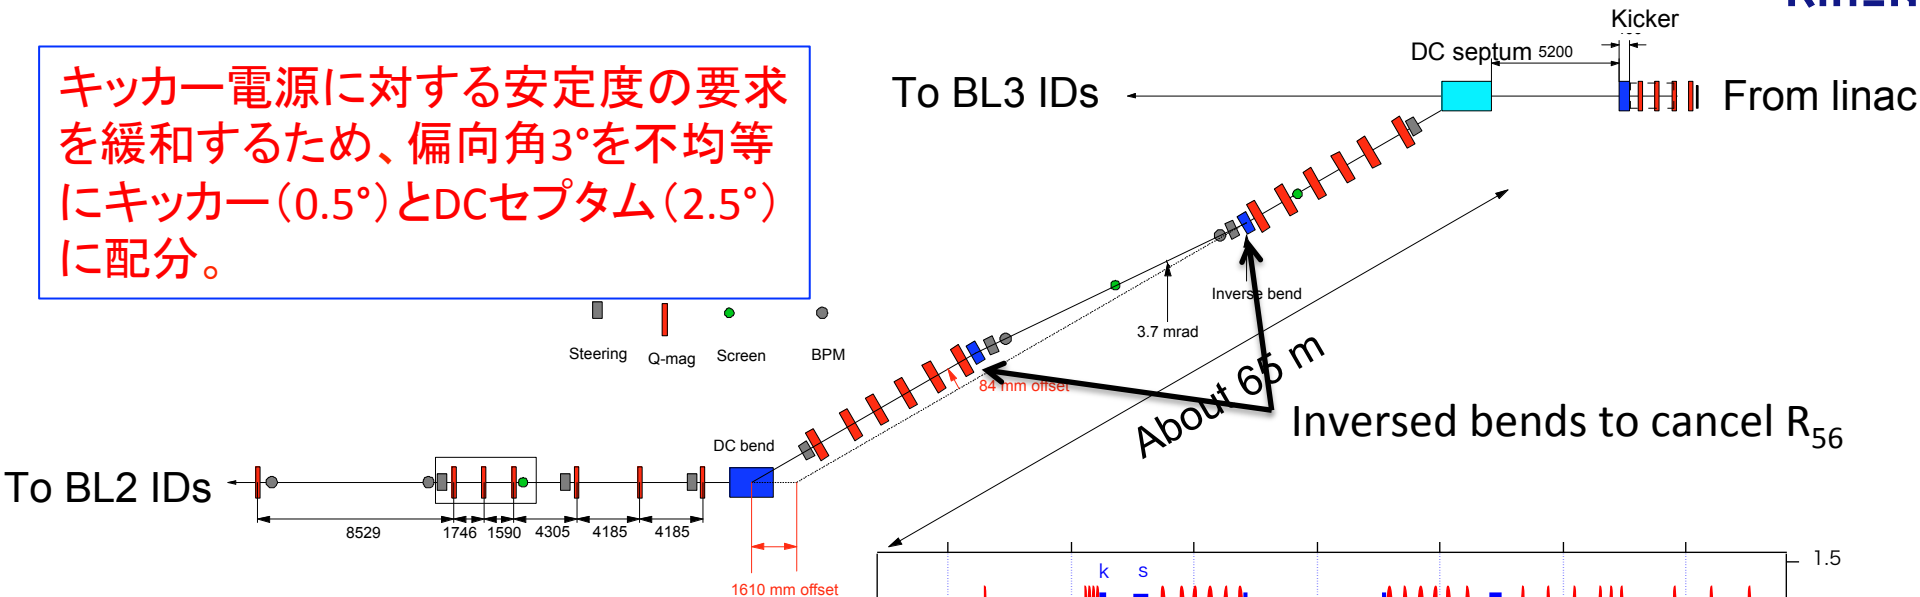 Kicker
DC septum 5200
キッカー電源に対する安定度の要求
を緩和するため、偏向角3°を不均等
にキッカー（0.5°）とDCセプタム（2.5°）
に配分。
To BL3 IDs
From linac
Inverse bend
3.7 mrad
Steering Q-mag Screen BPM
84 mm offset
About 65 m
Inversed bends to cancel R56
DC bend
To BL2 IDs
8529 1746 1590 4305 4185 4185
1610 mm offset
k s
1.5